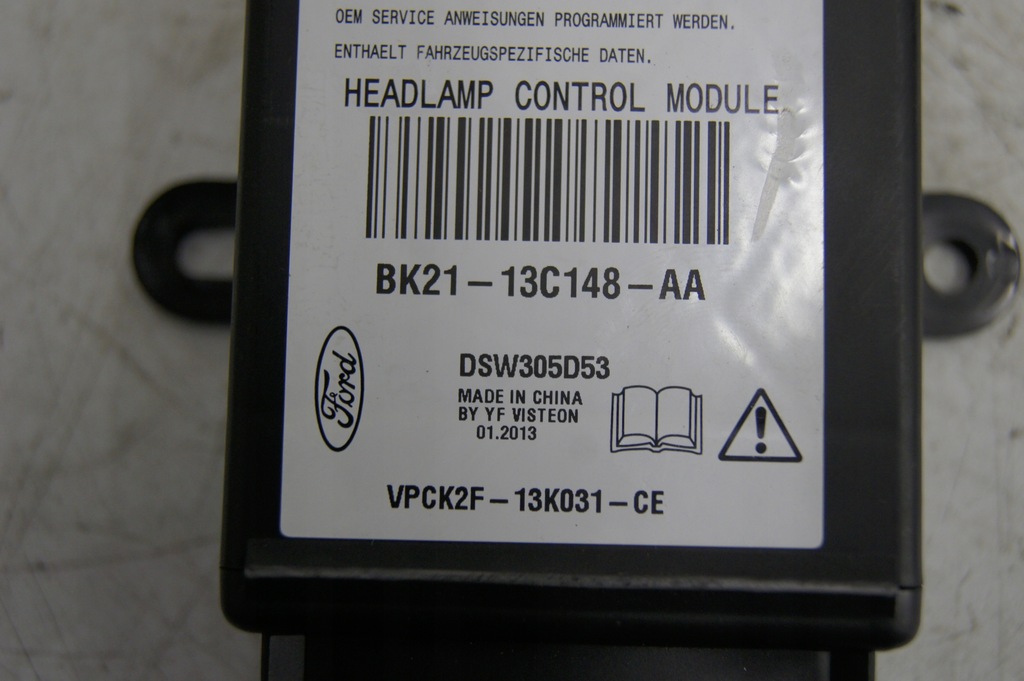 OEM SERVICE ANWEISUNGEN PROGRAMMIERT WERDEN.
ENTHAELT FAHRZEUGSPEZIFISCHE DATEN.
HEADLAMP CONTROL MODULE
BK21-13C148-AA
Ford
DSW305D53
MADE IN CHINA
BY YF VISTEON
01.2013
VPCK2F-13K031-CE